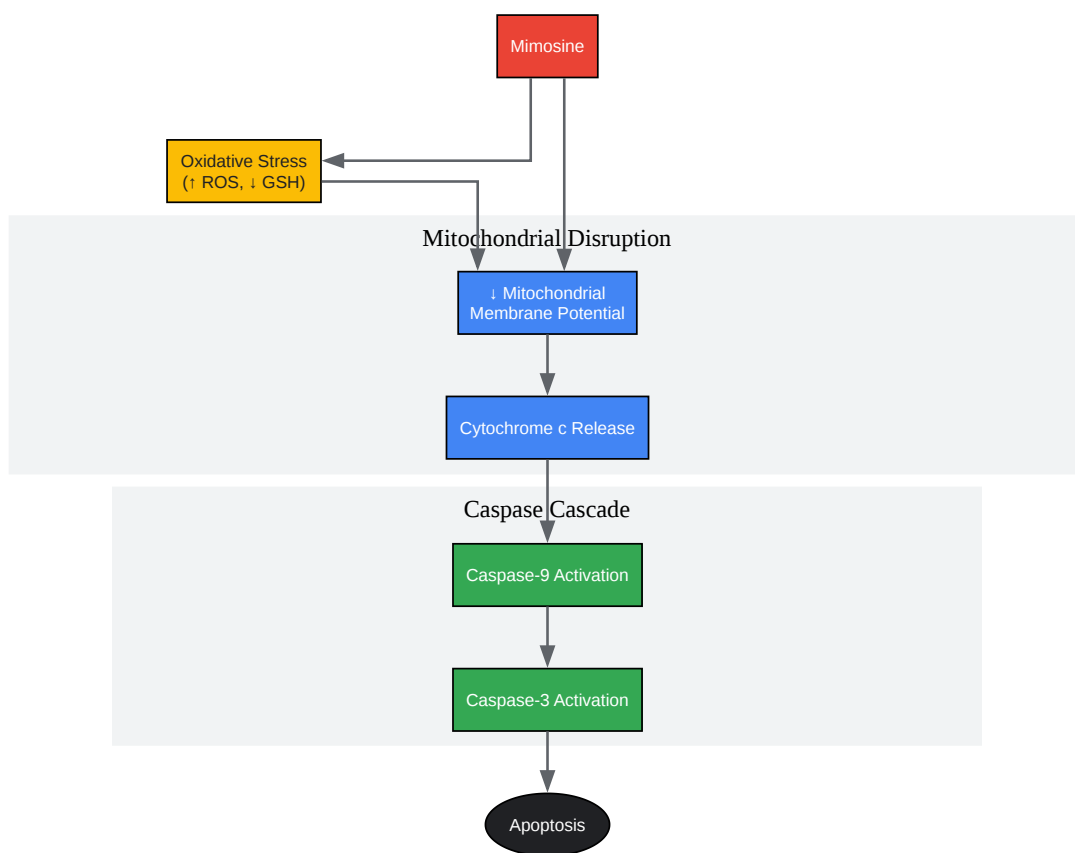 Mimosine
Oxidative Stress
(↑ ROS, ↓ GSH)
Mitochondrial Disruption
↓ Mitochondrial
Membrane Potential
Cytochrome c Release
Caspase Cascade
Caspase-9 Activation
Caspase-3 Activation
Apoptosis